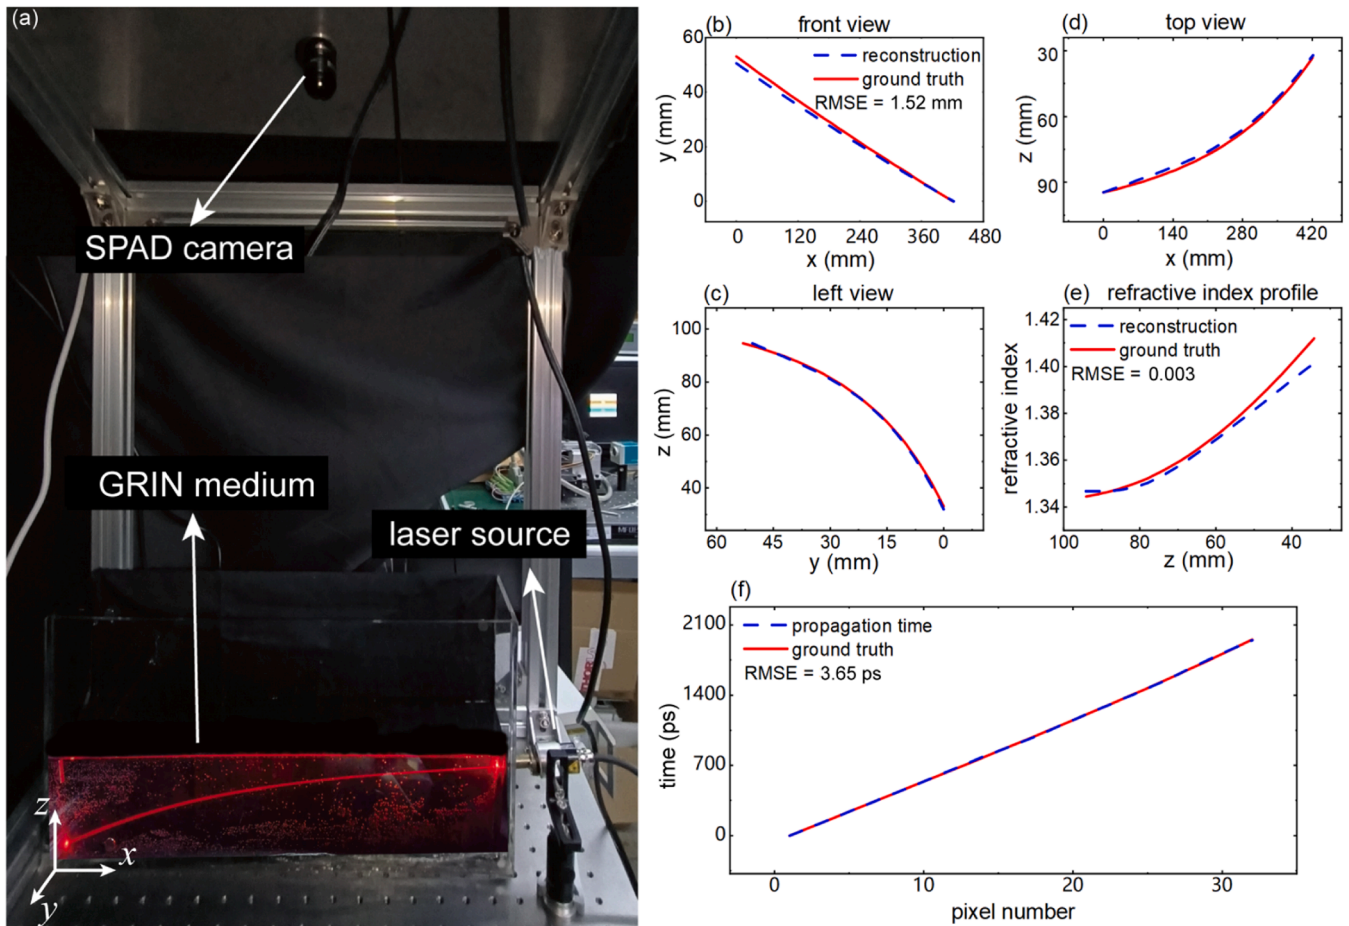 (a)
SPAD camera
GRIN medium
laser source
z
x
y
(b) front view
60
40
20
0
y (mm)
reconstruction
ground truth
RMSE = 1.52 mm
0 120 240 360 480
x (mm)
(d) top view
30
60
90
z (mm)
0 140 280 420
x (mm)
(c) left view
100
80
60
40
z (mm)
60 45 30 15 0
y (mm)
(e) refractive index profile
1.42
1.40
1.38
1.36
1.34
refractive index
reconstruction
ground truth
RMSE = 0.003
100 80 60 40
z (mm)
(f)
2100
1400
700
0
time (ps)
propagation time
ground truth
RMSE = 3.65 ps
0 10 20 30
pixel number